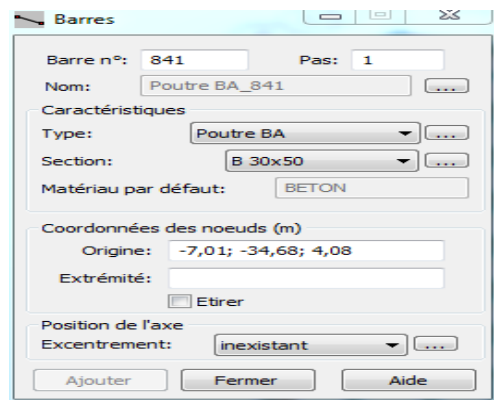 Barres
Barre n°: 841 Pas: 1
Nom: Poutre BA_841 ...
Caractéristiques
Type: Poutre BA ...
Section: B 30x50 ...
Matériau par défaut: BETON
Coordonnées des noeuds (m)
Origine: -7,01; -34,68; 4,08
Extrémité:
Etirer
Position de l'axe
Excentrement: inexistant ...
Ajouter Fermer Aide